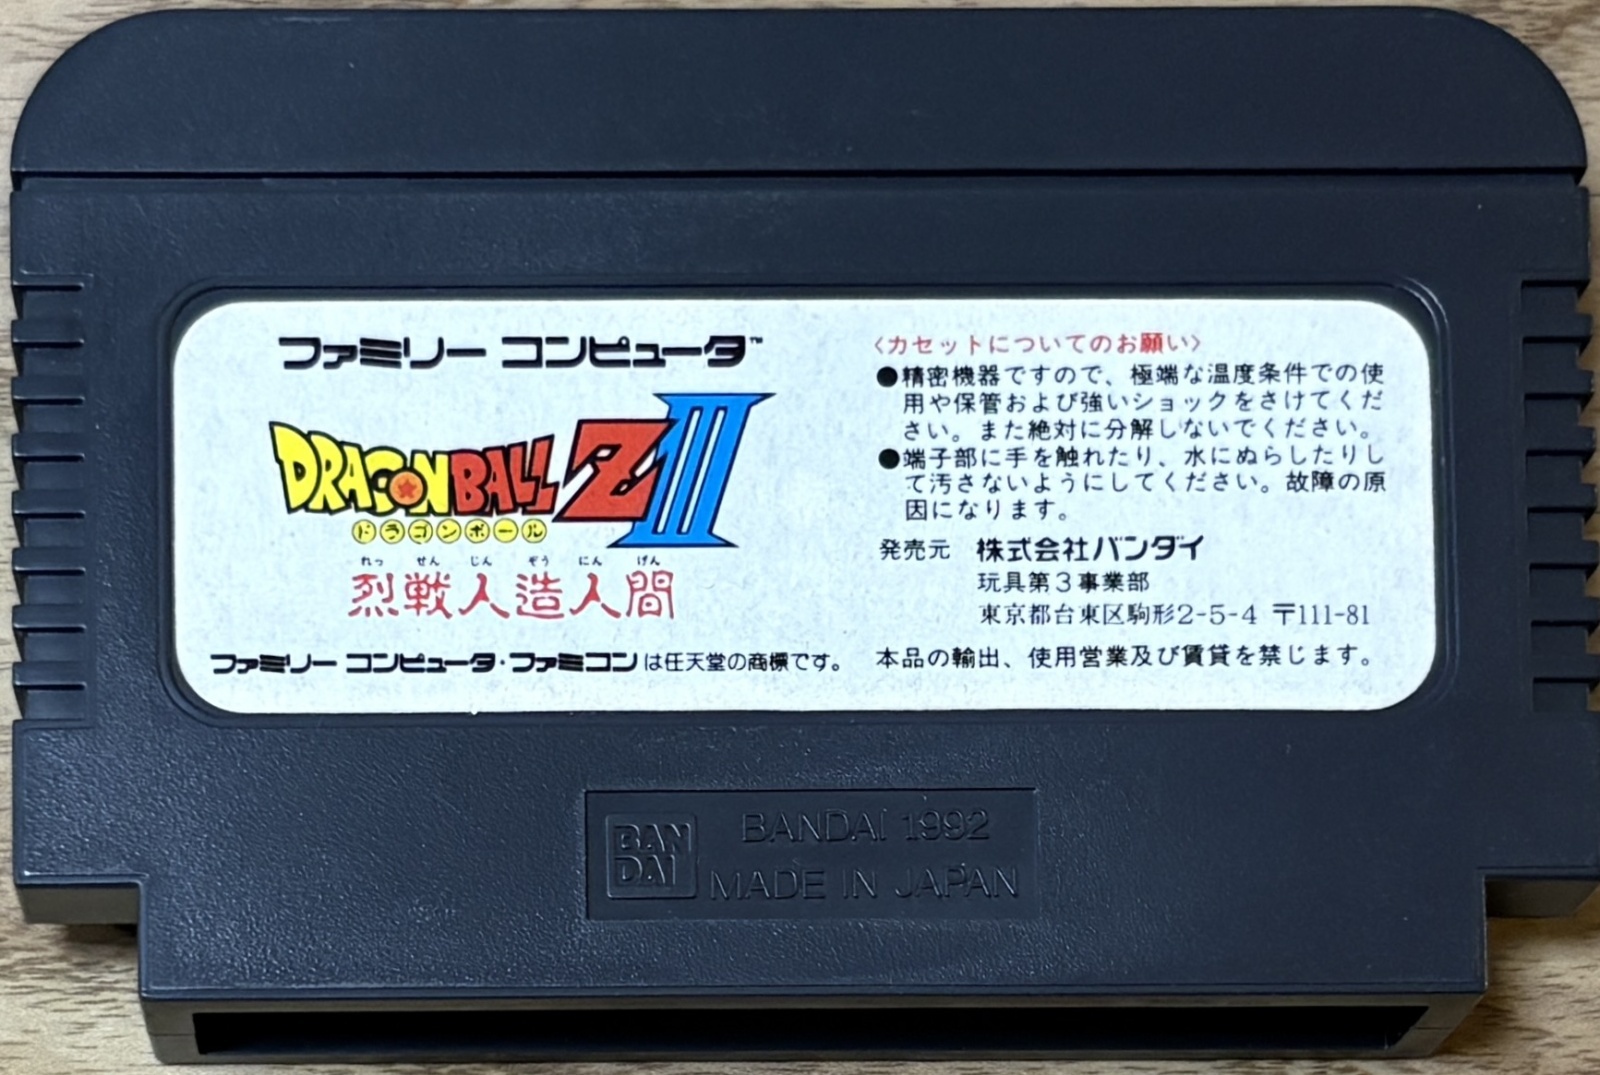 ファミリー コンピュータ™
DRAGON BALL Z III
ドラゴンボール
れっ せん じん ぞう にん げん
烈戦人造人間
ファミリー コンピュータ・ファミコンは任天堂の商標です。
〈カセットについてのお願い〉
●精密機器ですので、極端な温度条件での使
用や保管および強いショックをさけてくだ
さい。また絶対に分解しないでください。
●端子部に手を触れたり、水にぬらしたりし
て汚さないようにしてください。故障の原
因になります。
発売元 株式会社バンダイ
玩具第3事業部
東京都台東区駒形2-5-4 〒111-81
本品の輸出、使用営業及び賃貸を禁じます。
BAN
DAI
BANDAI 1992
MADE IN JAPAN